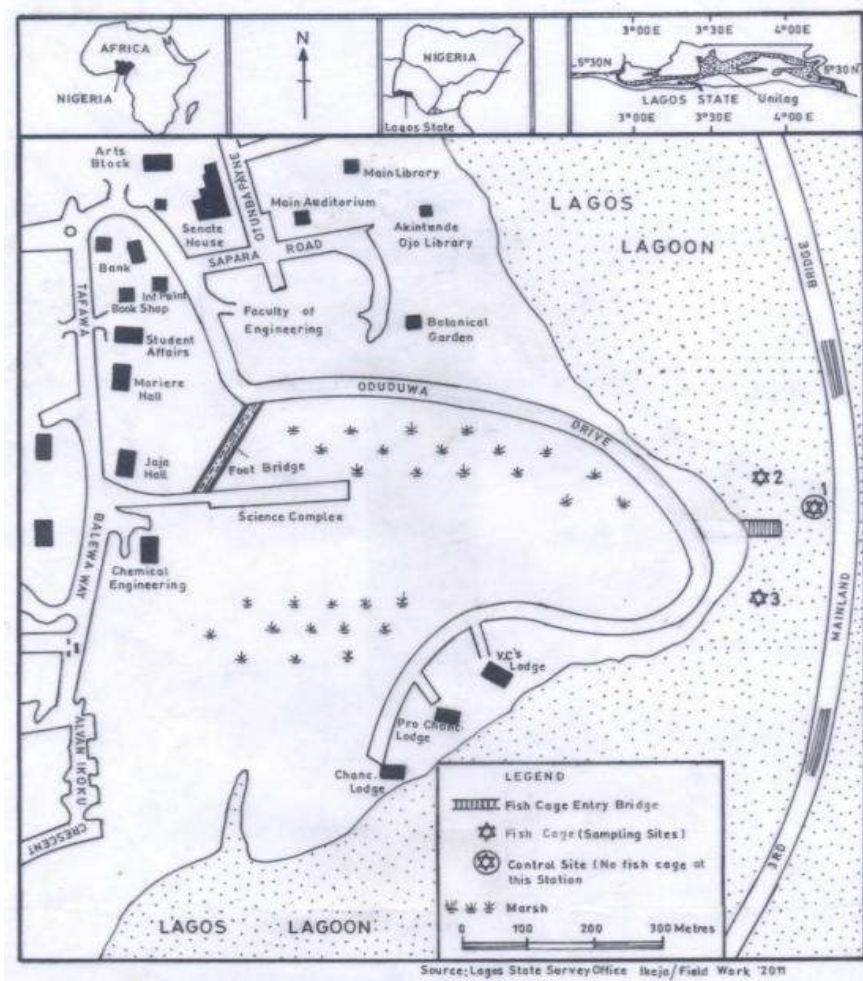 AFRICA
NIGERIA
N
NIGERIA
Lagos State
3°00E 3°30E 4°00E
5°30N
5°30N
LAGOS STATE Unilag
3°00E 3°30E 4°00E
Arts
Block
Senate
House
OTUNBA PAYNE
Main Library
Main Auditorium
Akintende
Ojo Library
SAPARA ROAD
LAGOS
LAGOON
BRIDGE
Bank
Int Point
Book Shop
Faculty of
Engineering
Botanical
Garden
TAFAWA
Student
Affairs
Mariere
Hall
ODUDUWA
DRIVE
Jaja
Hall
Foot Bridge
2
1
Science Complex
BALEWA WAY
Chemical
Engineering
3
MAINLAND
V.C's
Lodge
Pro Chanc.
Lodge
Chanc.
Lodge
ALVAN IKOKU
CRESCENT
3RD
LEGEND
Fish Cage Entry Bridge
Fish Cage (Sampling Sites)
Control Site (No fish cage at
this Station
Marsh
0 100 200 300 Metres
LAGOS LAGOON
Source: Lagos State Survey Office Ikeja/Field Work '2011